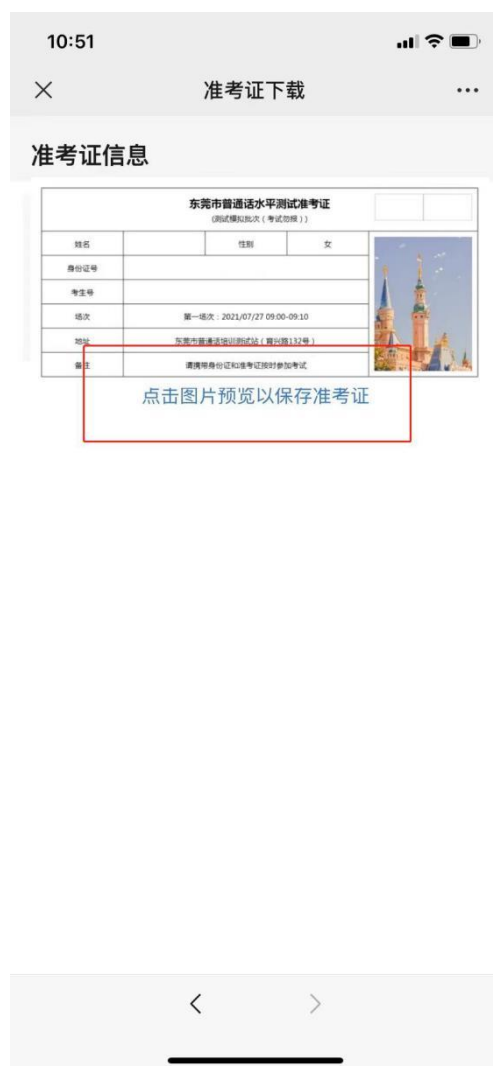 10:51
准考证下载
准考证信息
东莞市普通话水平测试准考证
(测试模拟批次（考试勿报）)
姓名 性别 女
身份证号
考生号
场次 第一场次：2021/07/27 09:00-09:10
地址 东莞市普通话培训测试站（莞兴路132号）
备注 请携带身份证和准考证按时参加考试
点击图片预览以保存准考证